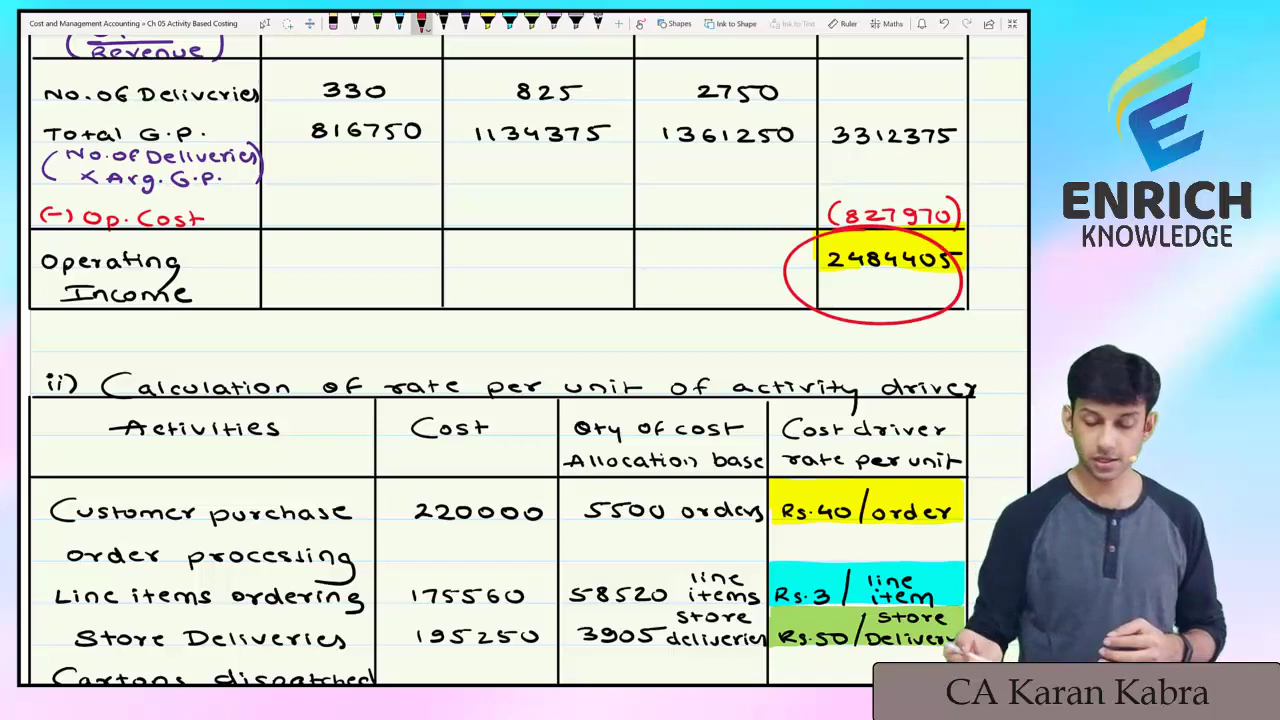 Cost and Management Accounting » Ch 05 Activity Based Costing
Shapes
Ink to Shape
Ink to Text
Ruler
Maths
Revenue)
No. of Deliveries 330 825 2750
Total G.P. 816750 1134375 1361250 3312375
(No. of Deliveries
x Avg. G.P.)
(-) Op. Cost (827970)
Operating 2484405
Income
ii) Calculation of rate per unit of activity driver
Activities Cost Qty of cost Cost driver
Allocation base rate per unit
Customer purchase 220000 5500 orders Rs. 40/order
order processing
Line items ordering 175560 58520 line items Rs. 3/ line item
Store Deliveries 195250 3905 store deliveries Rs. 50/ store Delivery
Cartons dispatched
ENRICH
KNOWLEDGE
CA Karan Kabra